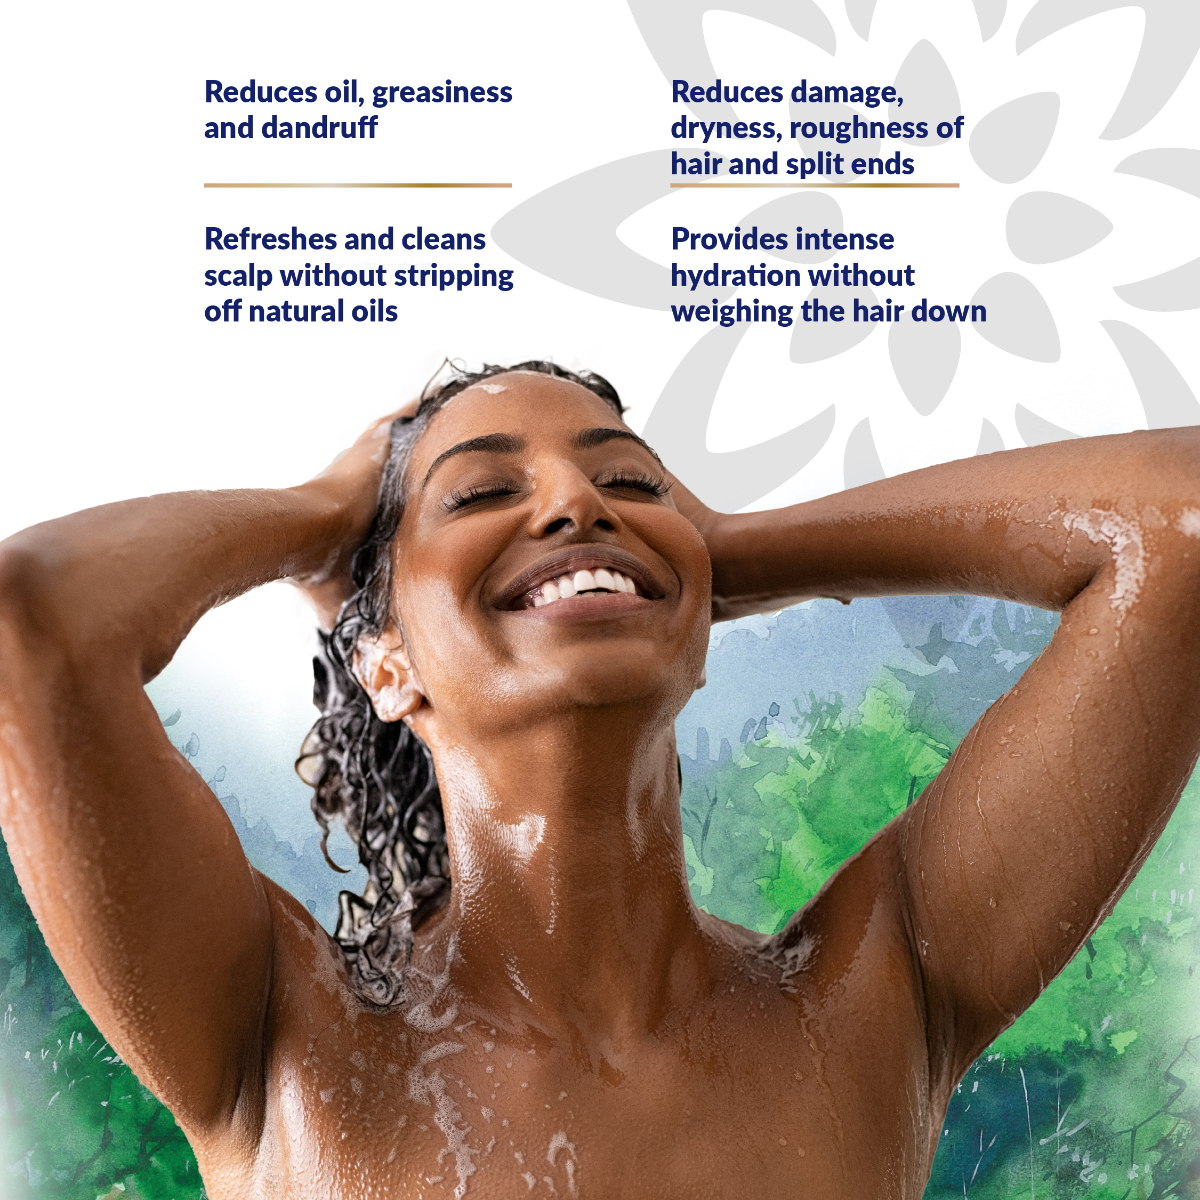 Reduces oil, greasiness
and dandruff
Reduces damage,
dryness, roughness of
hair and split ends
Refreshes and cleans
scalp without stripping
off natural oils
Provides intense
hydration without
weighing the hair down